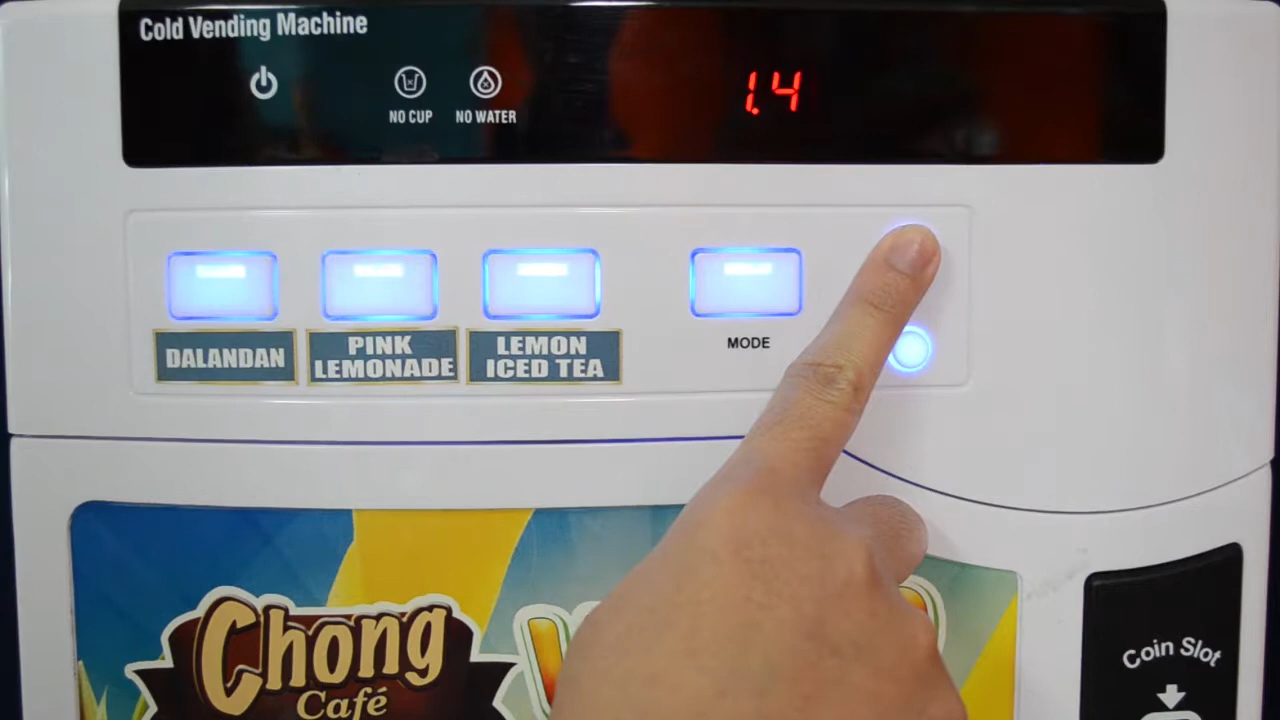 Cold Vending Machine
NO CUP
NO WATER
1.4
DALANDAN
PINK
LEMONADE
LEMON
ICED TEA
MODE
Chong
Café
Coin Slot